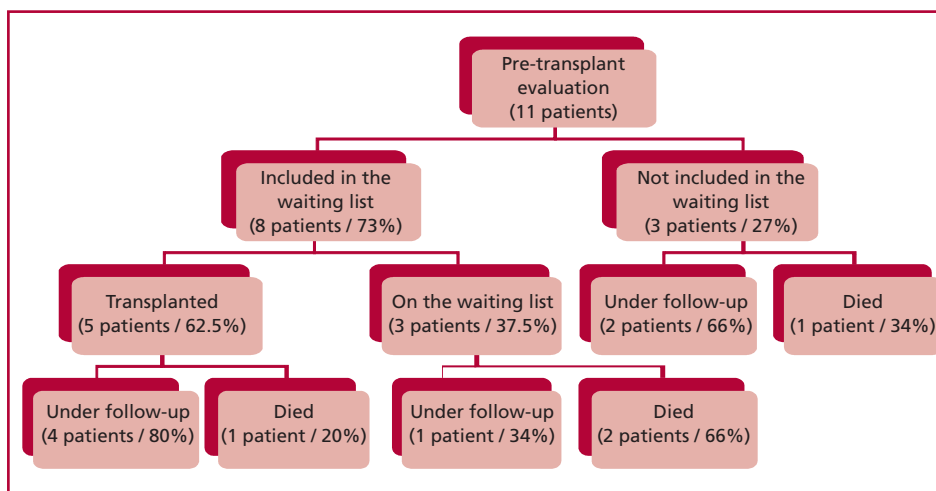 Pre-transplant
evaluation
(11 patients)
Included in the
waiting list
(8 patients / 73%)
Not included in the
waiting list
(3 patients / 27%)
Transplanted
(5 patients / 62.5%)
On the waiting list
(3 patients / 37.5%)
Under follow-up
(2 patients / 66%)
Died
(1 patient / 34%)
Under follow-up
(4 patients / 80%)
Died
(1 patient / 20%)
Under follow-up
(1 patient / 34%)
Died
(2 patients / 66%)